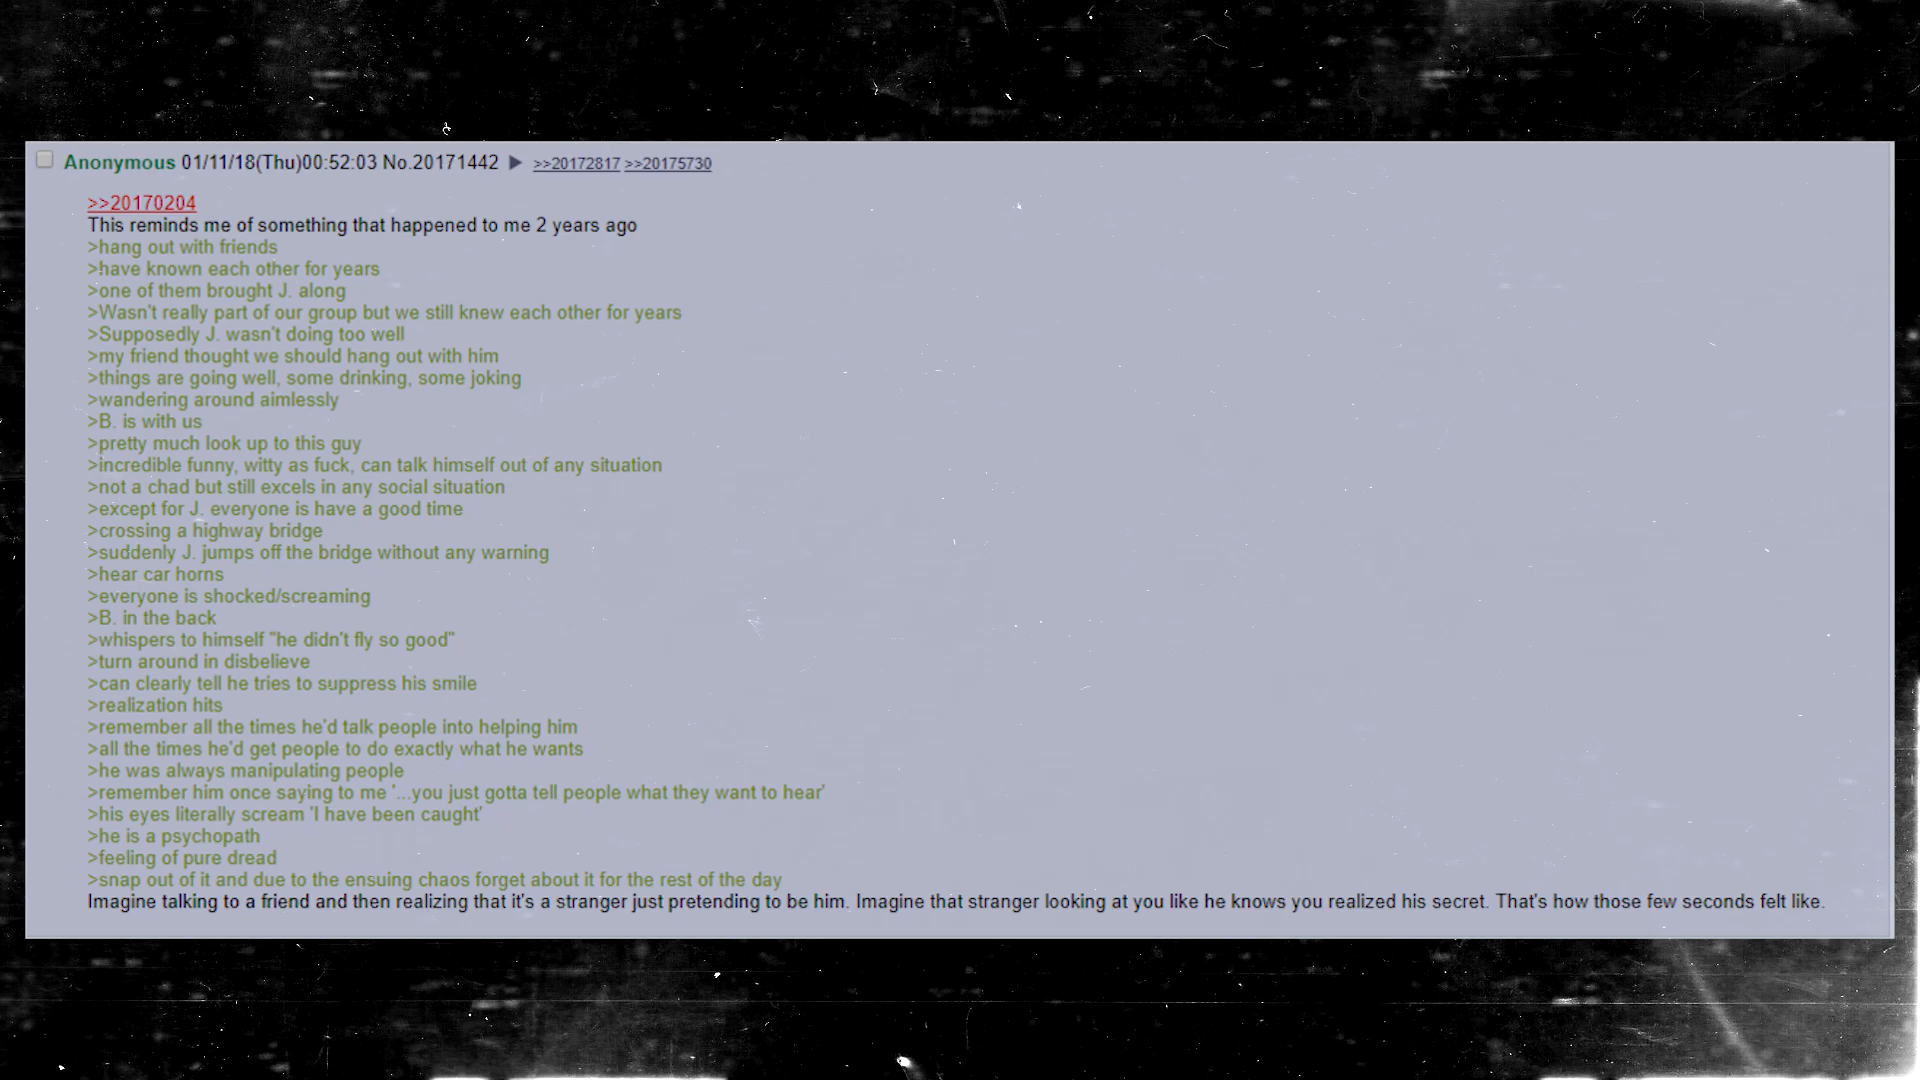 Anonymous 01/11/18(Thu)00:52:03 No.20171442 ▶ >>20172817 >>20175730
>>20170204
This reminds me of something that happened to me 2 years ago
>hang out with friends
>have known each other for years
>one of them brought J. along
>Wasn't really part of our group but we still knew each other for years
>Supposedly J. wasn't doing too well
>my friend thought we should hang out with him
>things are going well, some drinking, some joking
>wandering around aimlessly
>B. is with us
>pretty much look up to this guy
>incredible funny, witty as fuck, can talk himself out of any situation
>not a chad but still excels in any social situation
>except for J. everyone is have a good time
>crossing a highway bridge
>suddenly J. jumps off the bridge without any warning
>hear car horns
>everyone is shocked/screaming
>B. in the back
>whispers to himself "he didn't fly so good"
>turn around in disbelieve
>can clearly tell he tries to suppress his smile
>realization hits
>remember all the times he'd talk people into helping him
>all the times he'd get people to do exactly what he wants
>he was always manipulating people
>remember him once saying to me '...you just gotta tell people what they want to hear'
>his eyes literally scream 'I have been caught'
>he is a psychopath
>feeling of pure dread
>snap out of it and due to the ensuing chaos forget about it for the rest of the day
Imagine talking to a friend and then realizing that it's a stranger just pretending to be him. Imagine that stranger looking at you like he knows you realized his secret. That's how those few seconds felt like.